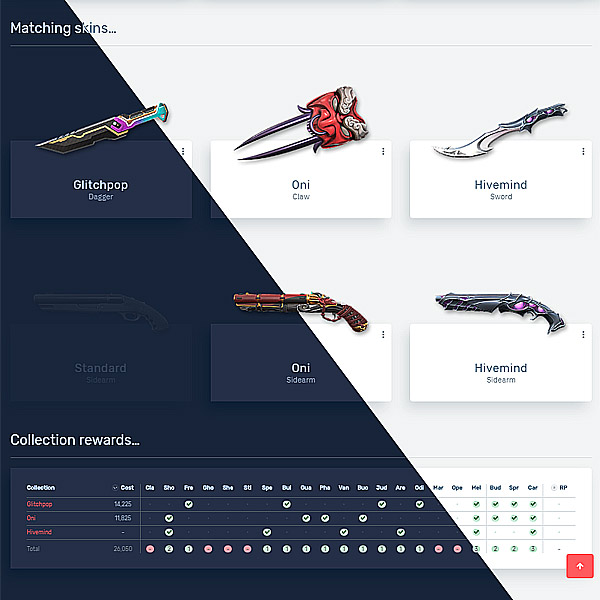 Matching skins…
Glitchpop
Dagger
Oni
Claw
Hivemind
Sword
Standard
Sidearm
Oni
Sidearm
Hivemind
Sidearm
Collection rewards…
Collection Cost Cla Sho Fre Gho She Sti Spe Bul Gua Pha Van Buc Jud Are Odi Mar Ope Mel Bud Spr Car RP
Glitchpop 14,225
Oni 11,825
Hivemind -
Total 26,050 - 2 1 - - - 1 1 1 1 1 1 1 1 1 - - 3 2 2 3